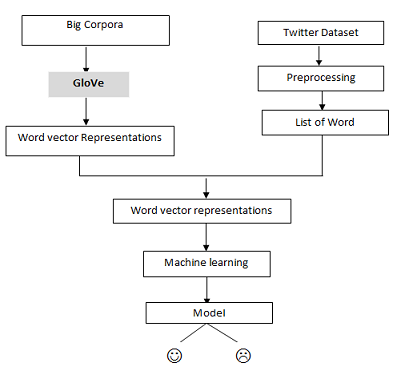 Big Corpora
Twitter Dataset
GloVe
Preprocessing
Word vector Representations
List of Word
Word vector representations
Machine learning
Model